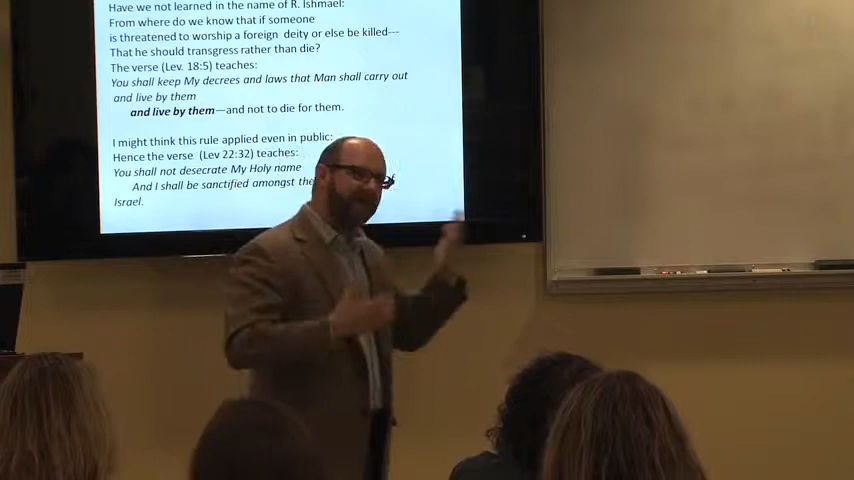 Have we not learned in the name of R. Ishmael:
From where do we know that if someone
is threatened to worship a foreign deity or else be killed---
That he should transgress rather than die?
The verse (Lev. 18:5) teaches:
You shall keep My decrees and laws that Man shall carry out
and live by them
and live by them—and not to die for them.
I might think this rule applied even in public:
Hence the verse (Lev 22:32) teaches:
You shall not desecrate My Holy name
And I shall be sanctified amongst the
Israel.